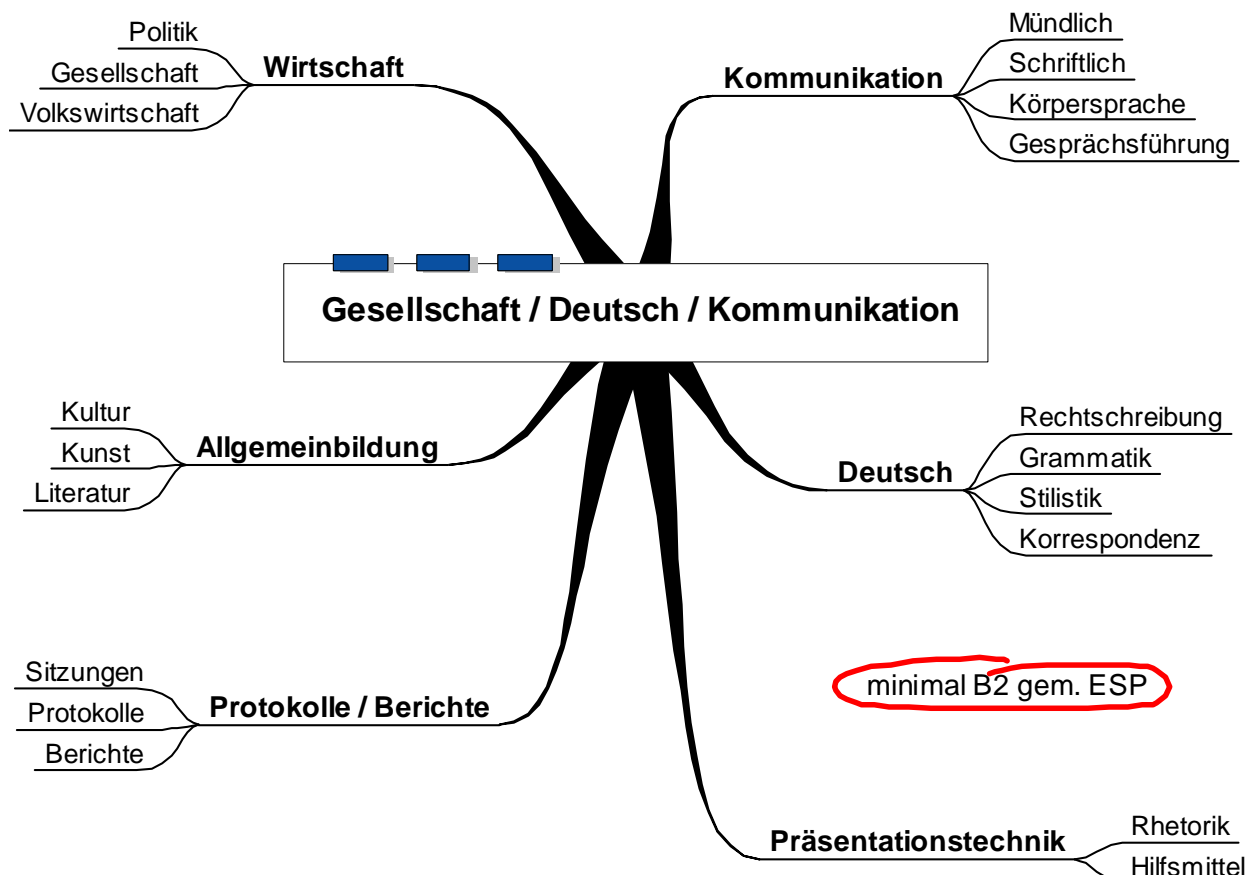 Politik
Gesellschaft
Volkswirtschaft
Wirtschaft
Kommunikation
Mündlich
Schriftlich
Körpersprache
Gesprächsführung
Gesellschaft / Deutsch / Kommunikation
Kultur
Kunst
Literatur
Allgemeinbildung
Deutsch
Rechtschreibung
Grammatik
Stilistik
Korrespondenz
Sitzungen
Protokolle
Berichte
Protokolle / Berichte
minimal B2 gem. ESP
Präsentationstechnik
Rhetorik
Hilfsmittel